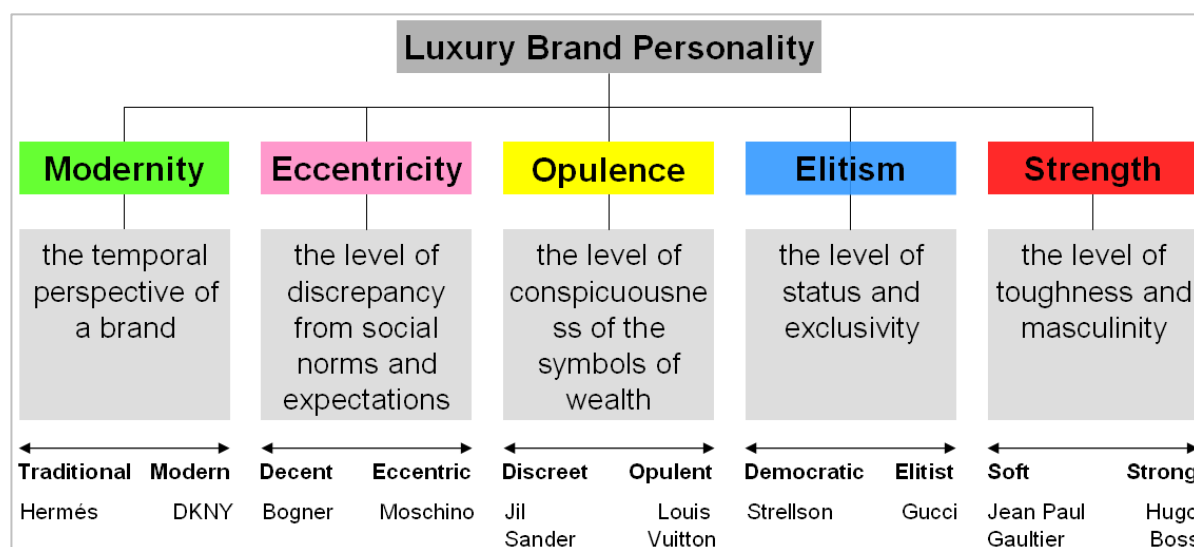 Luxury Brand Personality
Modernity
Eccentricity
Opulence
Elitism
Strength
the temporal
perspective of
a brand
the level of
discrepancy
from social
norms and
expectations
the level of
conspicuousne
ss of the
symbols of
wealth
the level of
status and
exclusivity
the level of
toughness and
masculinity
Traditional Modern
Hermés DKNY
Decent Eccentric
Bogner Moschino
Discreet Opulent
Jil Louis
Sander Vuitton
Democratic Elitist
Strellson Gucci
Soft Strong
Jean Paul Hugo
Gaultier Boss